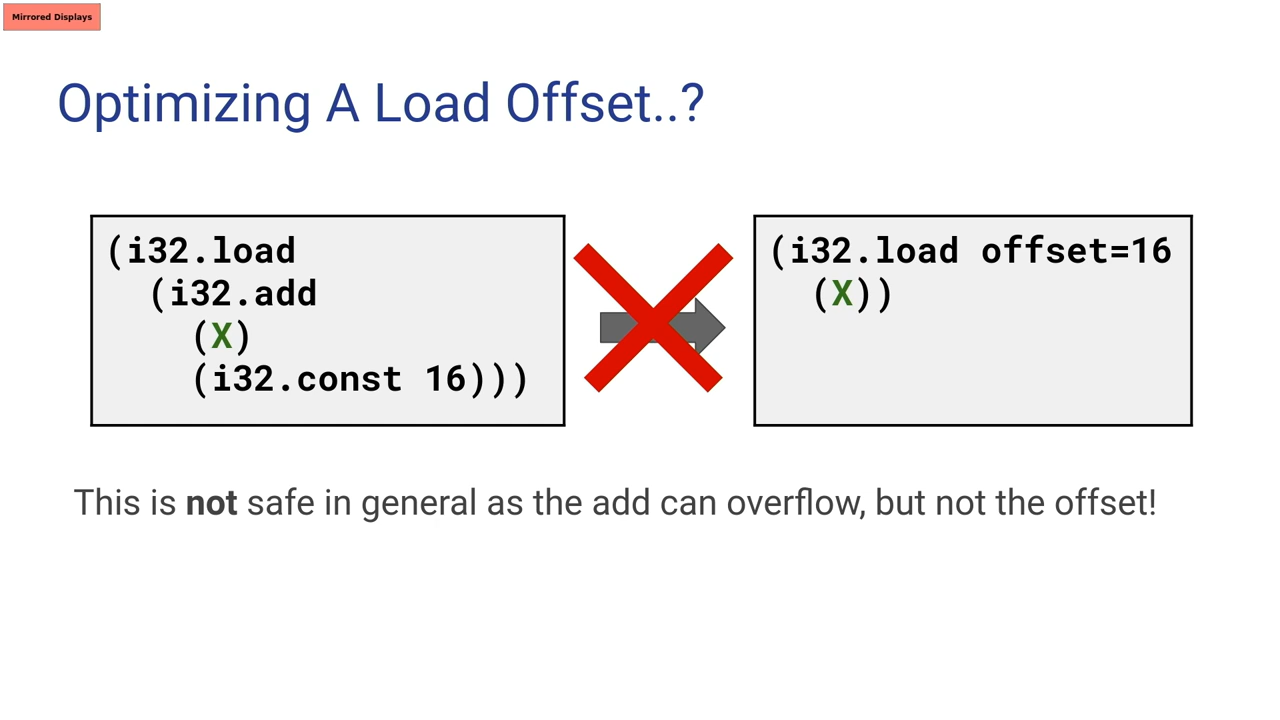 Mirrored Displays
Optimizing A Load Offset..?
(i32.load
(i32.add
(X)
(i32.const 16)))
(i32.load offset=16
(X))
This is not safe in general as the add can overflow, but not the offset!